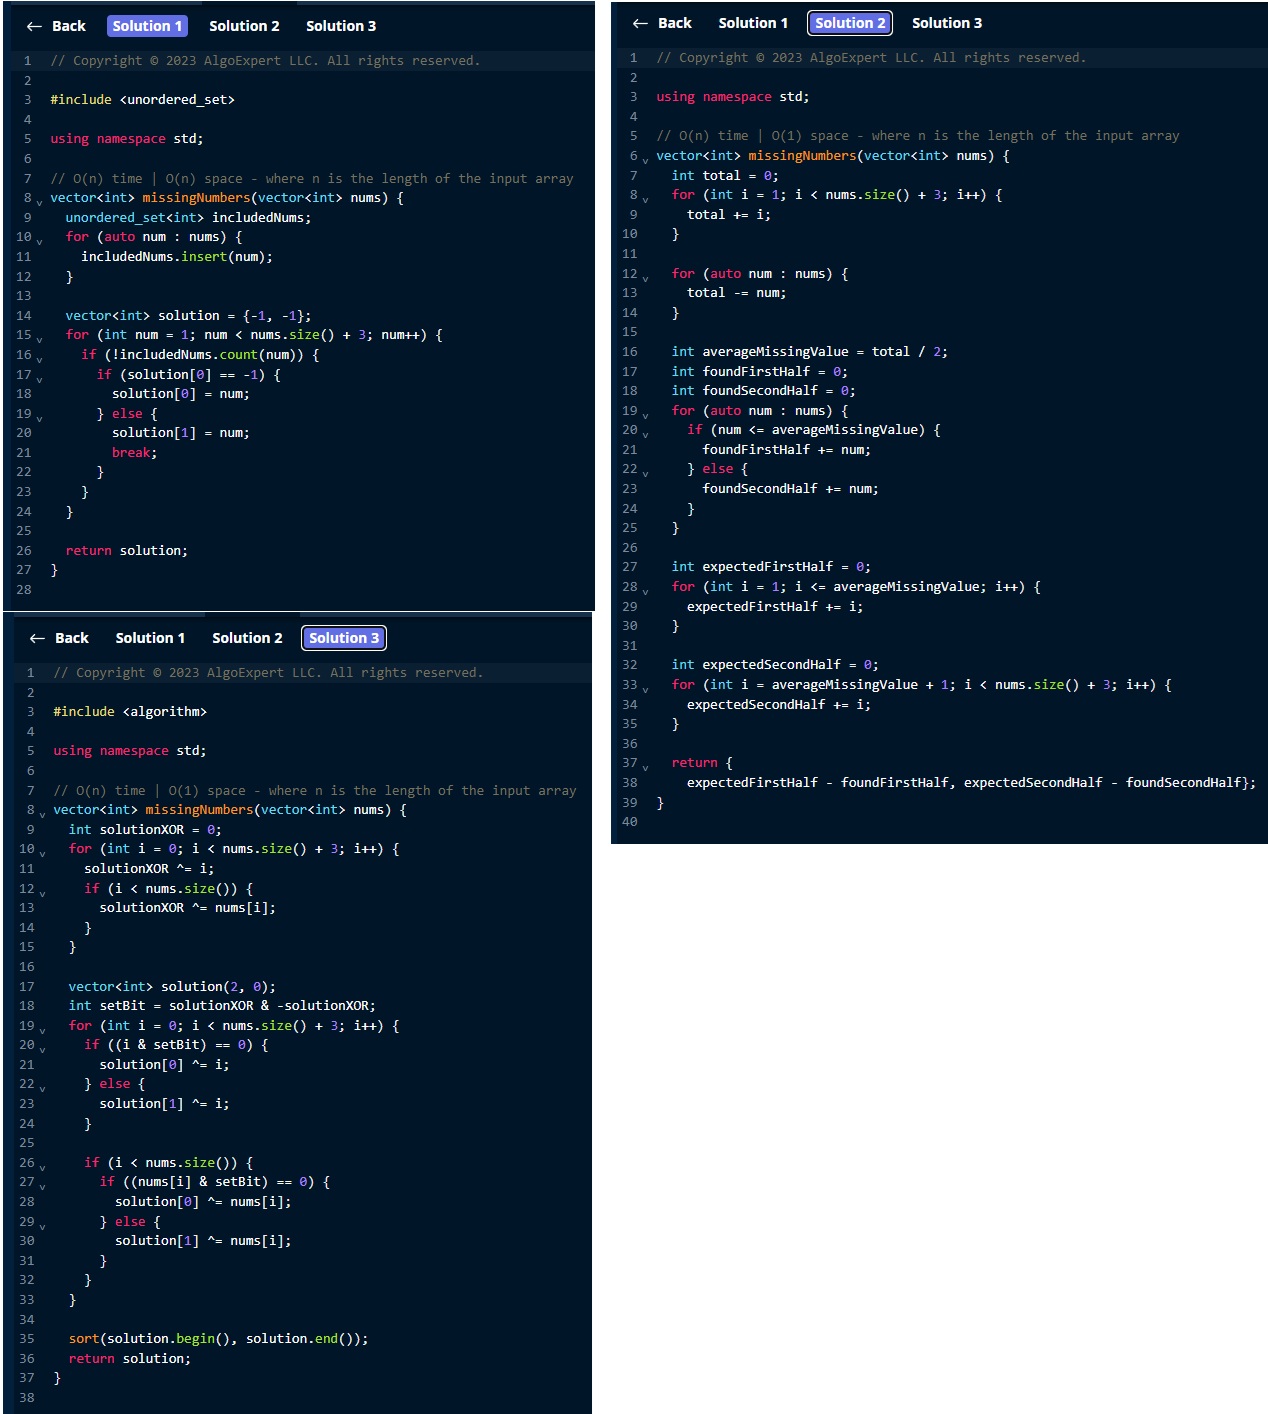 ← Back Solution 1 Solution 2 Solution 3
1 // Copyright © 2023 AlgoExpert LLC. All rights reserved.
2
3 #include <unordered_set>
4
5 using namespace std;
6
7 // O(n) time | O(n) space - where n is the length of the input array
8 vector<int> missingNumbers(vector<int> nums) {
9   unordered_set<int> includedNums;
10   for (auto num : nums) {
11     includedNums.insert(num);
12   }
13
14   vector<int> solution = {-1, -1};
15   for (int num = 1; num < nums.size() + 3; num++) {
16     if (!includedNums.count(num)) {
17       if (solution[0] == -1) {
18         solution[0] = num;
19       } else {
20         solution[1] = num;
21         break;
22       }
23     }
24   }
25
26   return solution;
27 }
28
← Back Solution 1 Solution 2 Solution 3
1 // Copyright © 2023 AlgoExpert LLC. All rights reserved.
2
3 using namespace std;
4
5 // O(n) time | O(1) space - where n is the length of the input array
6 vector<int> missingNumbers(vector<int> nums) {
7   int total = 0;
8   for (int i = 1; i < nums.size() + 3; i++) {
9     total += i;
10   }
11
12   for (auto num : nums) {
13     total -= num;
14   }
15
16   int averageMissingValue = total / 2;
17   int foundFirstHalf = 0;
18   int foundSecondHalf = 0;
19   for (auto num : nums) {
20     if (num <= averageMissingValue) {
21       foundFirstHalf += num;
22     } else {
23       foundSecondHalf += num;
24     }
25   }
26
27   int expectedFirstHalf = 0;
28   for (int i = 1; i <= averageMissingValue; i++) {
29     expectedFirstHalf += i;
30   }
31
32   int expectedSecondHalf = 0;
33   for (int i = averageMissingValue + 1; i < nums.size() + 3; i++) {
34     expectedSecondHalf += i;
35   }
36
37   return {
38     expectedFirstHalf - foundFirstHalf, expectedSecondHalf - foundSecondHalf};
39 }
40
← Back Solution 1 Solution 2 Solution 3
1 // Copyright © 2023 AlgoExpert LLC. All rights reserved.
2
3 #include <algorithm>
4
5 using namespace std;
6
7 // O(n) time | O(1) space - where n is the length of the input array
8 vector<int> missingNumbers(vector<int> nums) {
9   int solutionXOR = 0;
10   for (int i = 0; i < nums.size() + 3; i++) {
11     solutionXOR ^= i;
12     if (i < nums.size()) {
13       solutionXOR ^= nums[i];
14     }
15   }
16
17   vector<int> solution(2, 0);
18   int setBit = solutionXOR & -solutionXOR;
19   for (int i = 0; i < nums.size() + 3; i++) {
20     if ((i & setBit) == 0) {
21       solution[0] ^= i;
22     } else {
23       solution[1] ^= i;
24     }
25
26     if (i < nums.size()) {
27       if ((nums[i] & setBit) == 0) {
28         solution[0] ^= nums[i];
29       } else {
30         solution[1] ^= nums[i];
31       }
32     }
33   }
34
35   sort(solution.begin(), solution.end());
36   return solution;
37 }
38